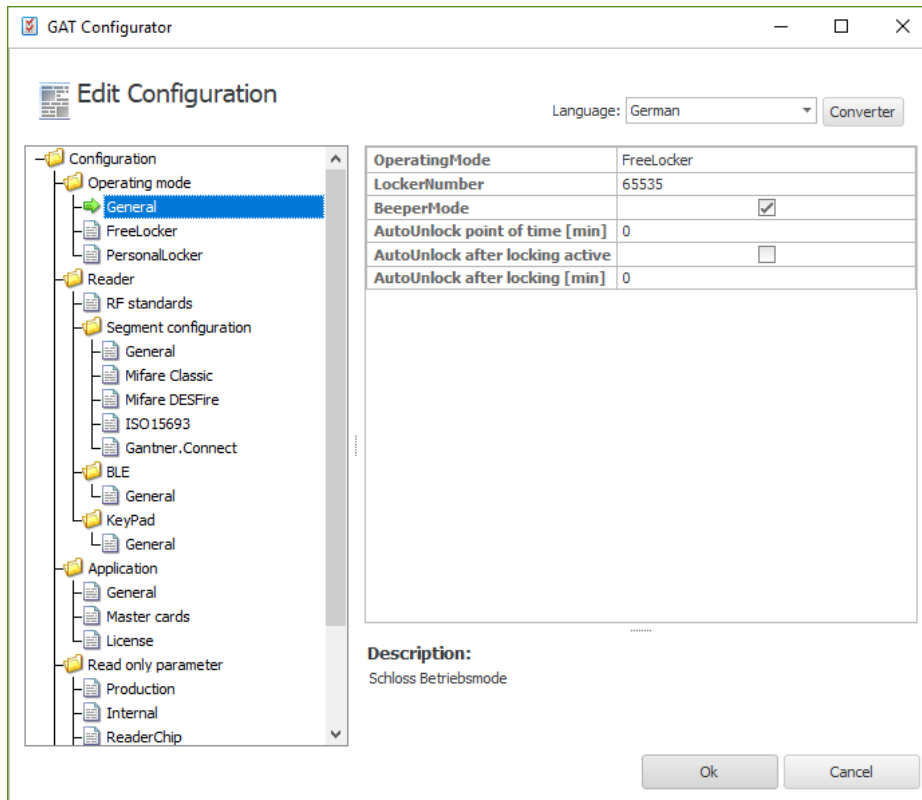 GAT Configurator
Edit Configuration
Language: German Converter
Configuration
Operating mode
General
FreeLocker
PersonalLocker
Reader
RF standards
Segment configuration
General
Mifare Classic
Mifare DESFire
ISO15693
Gantner.Connect
BLE
General
KeyPad
General
Application
General
Master cards
License
Read only parameter
Production
Internal
ReaderChip
OperatingMode FreeLocker
LockerNumber 65535
BeeperMode
AutoUnlock point of time [min] 0
AutoUnlock after locking active
AutoUnlock after locking [min] 0
Description:
Schloss Betriebsmode
Ok Cancel